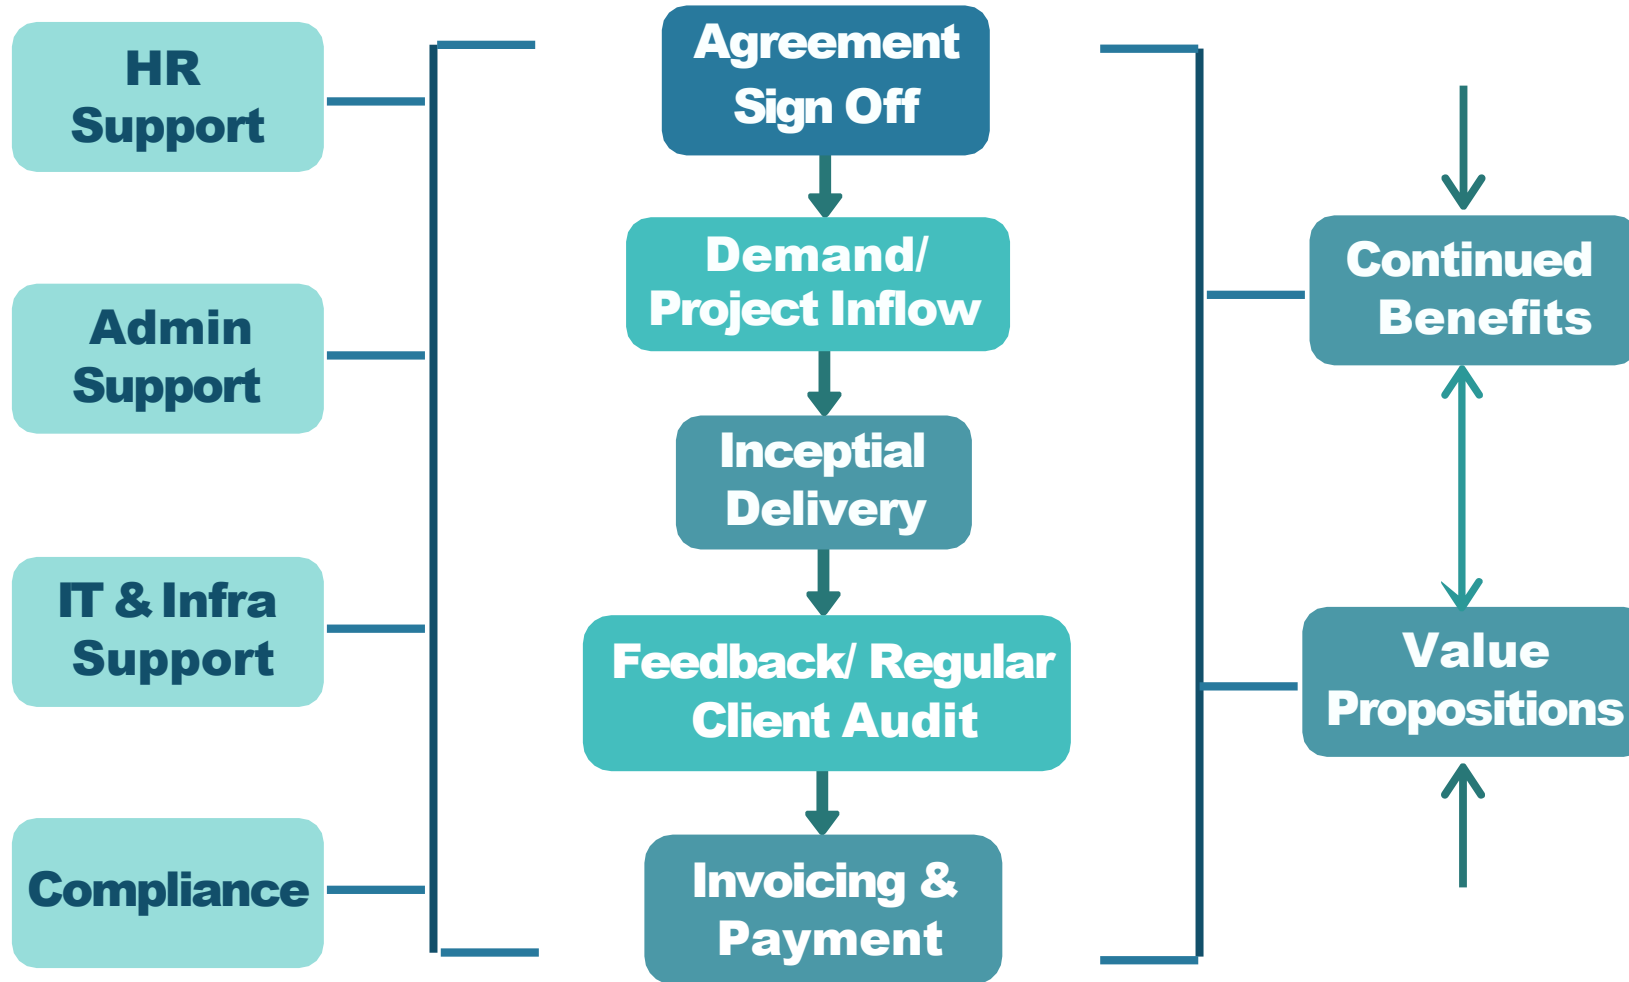 HR
Support
Admin
Support
IT & Infra
Support
Compliance
Agreement
Sign Off
Demand/
Project Inflow
Inceptial
Delivery
Feedback/ Regular
Client Audit
Invoicing &
Payment
Continued
Benefits
Value
Propositions